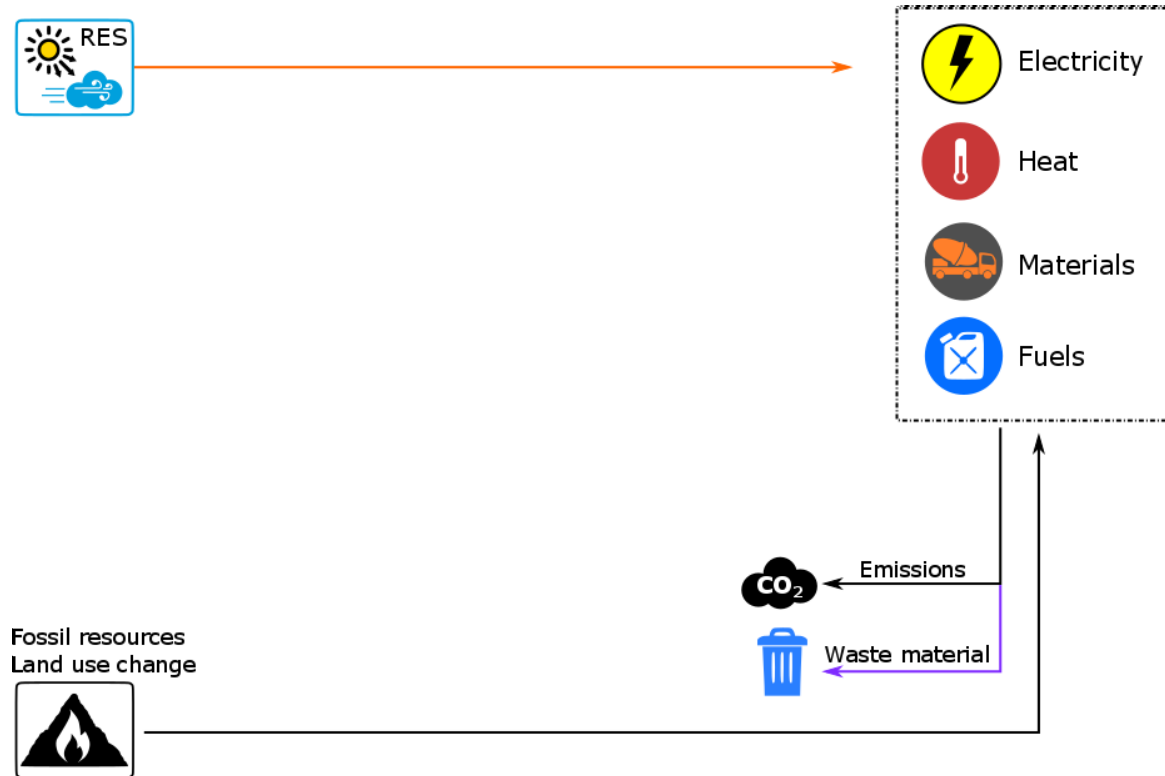 RES
Electricity
Heat
Materials
Fuels
Emissions
CO₂
Waste material
Fossil resources
Land use change